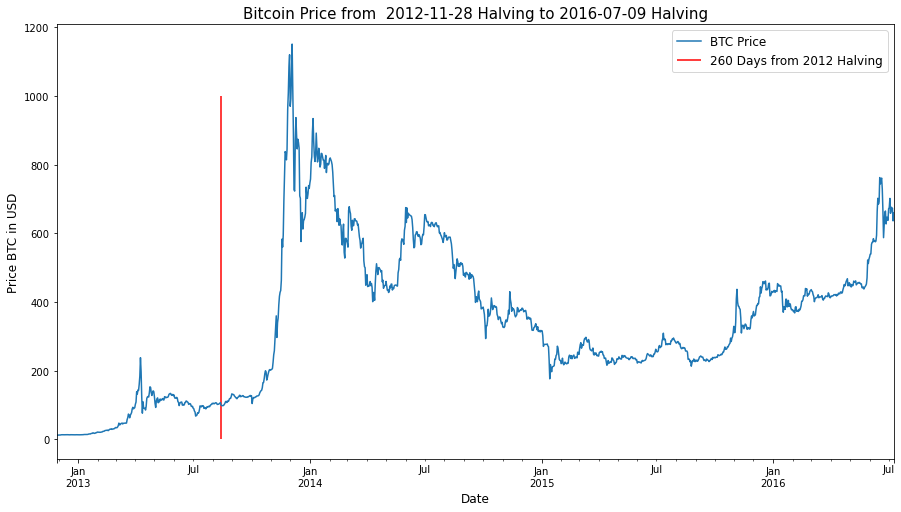 Bitcoin Price from  2012-11-28 Halving to 2016-07-09 Halving
BTC Price
260 Days from 2012 Halving
Price BTC in USD
1200
1000
800
600
400
200
0
Jan Jul Jan Jul Jan Jul Jan Jul
2013 2014 2015 2016
Date